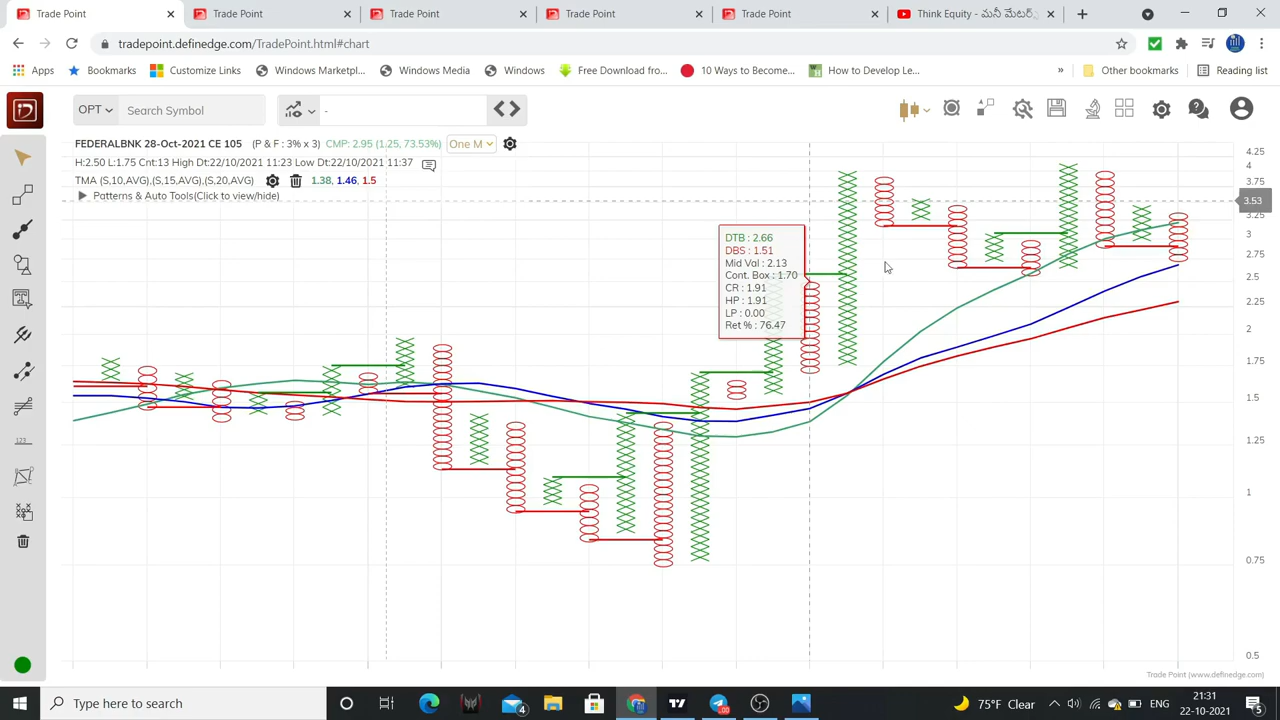 Trade Point
Trade Point
Trade Point
Trade Point
Trade Point
Think Equity - మనీ మేటర్స్
tradepoint.definedge.com/TradePoint.html#chart
Apps
Bookmarks
Customize Links
Windows Marketpl...
Windows Media
Windows
Free Download fro...
10 Ways to Become...
How to Develop Le...
»
Other bookmarks
Reading list
OPT
Search Symbol
-
FEDERALBNK 28-Oct-2021 CE 105 (P & F : 3% x 3) CMP: 2.95 (1.25, 73.53%) One M
H:2.50 L:1.75 Cnt:13 High Dt:22/10/2021 11:23 Low Dt:22/10/2021 11:37
TMA (S,10,AVG),(S,15,AVG),(S,20,AVG) 1.38, 1.46, 1.5
Patterns & Auto Tools(Click to view/hide)
DTB : 2.66
DBS : 1.51
Mid Val : 2.13
Cont. Box : 1.70
CR : 1.91
HP : 1.91
LP : 0.00
Ret % : 76.47
4.25
4
3.75
3.53
3.25
3
2.75
2.5
2.25
2
1.75
1.5
1.25
1
0.75
0.5
123
Trade Point (www.definedge.com)
Type here to search
4
75°F Clear
ENG
21:31
22-10-2021
5